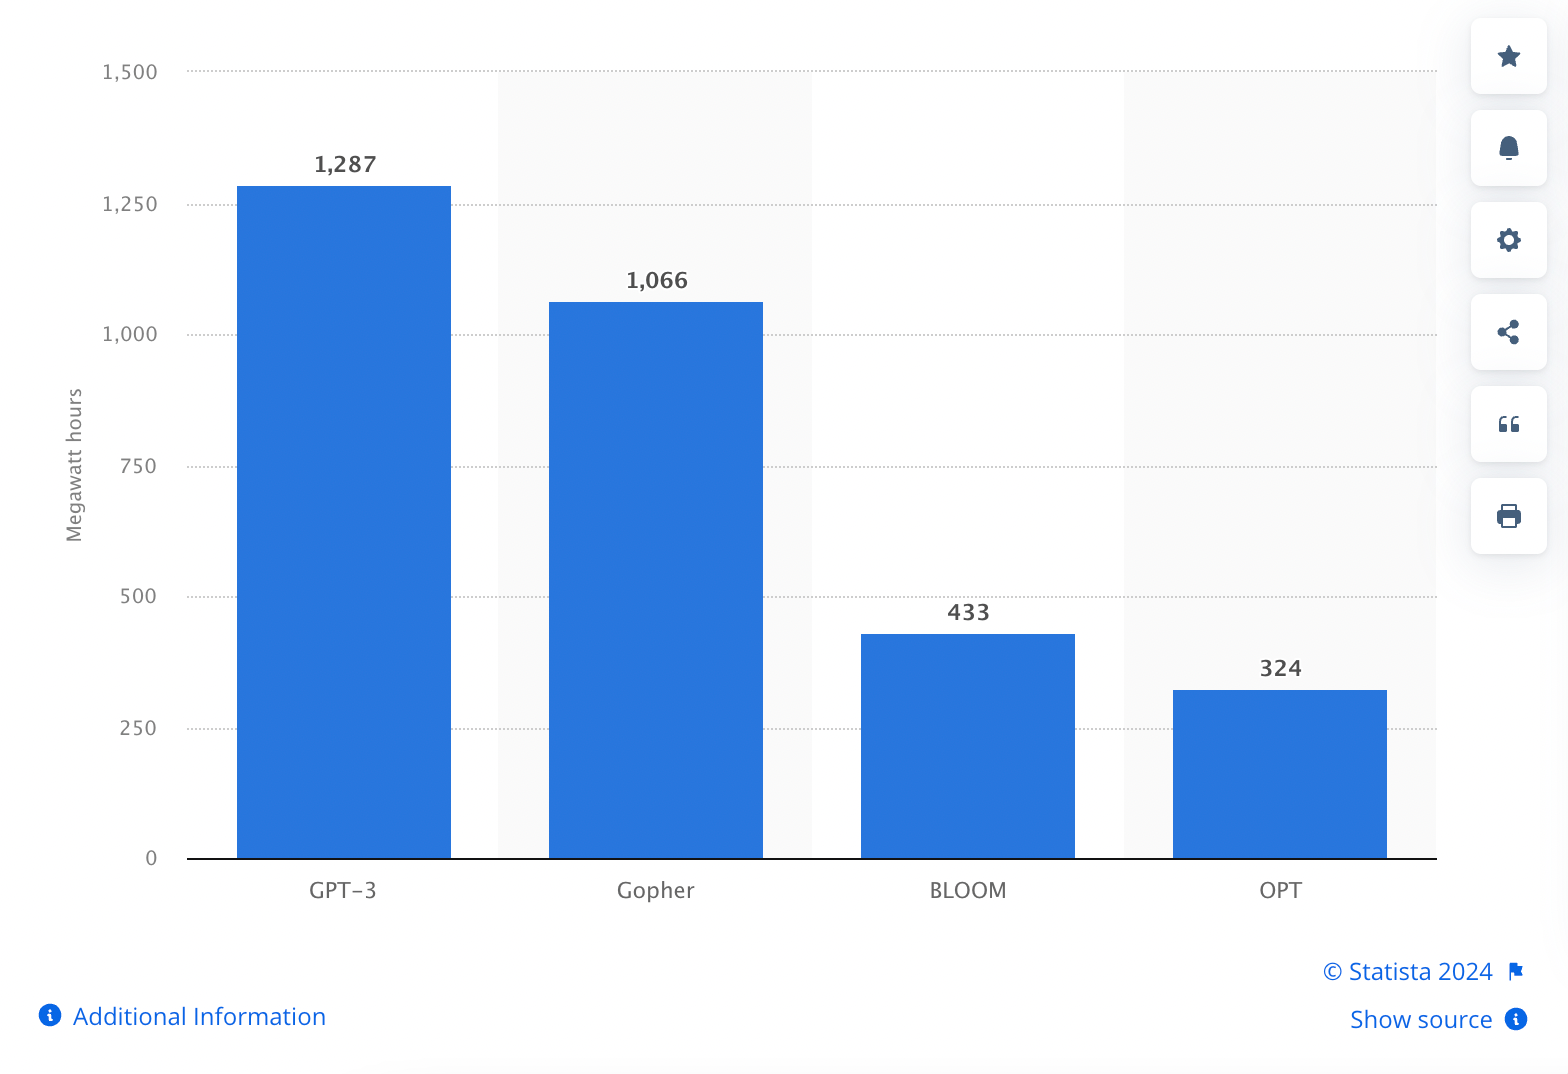 1,500
1,287
1,250
1,066
1,000
Megawatt hours
750
500
433
324
250
0
GPT-3
Gopher
BLOOM
OPT
© Statista 2024
Additional Information
Show source